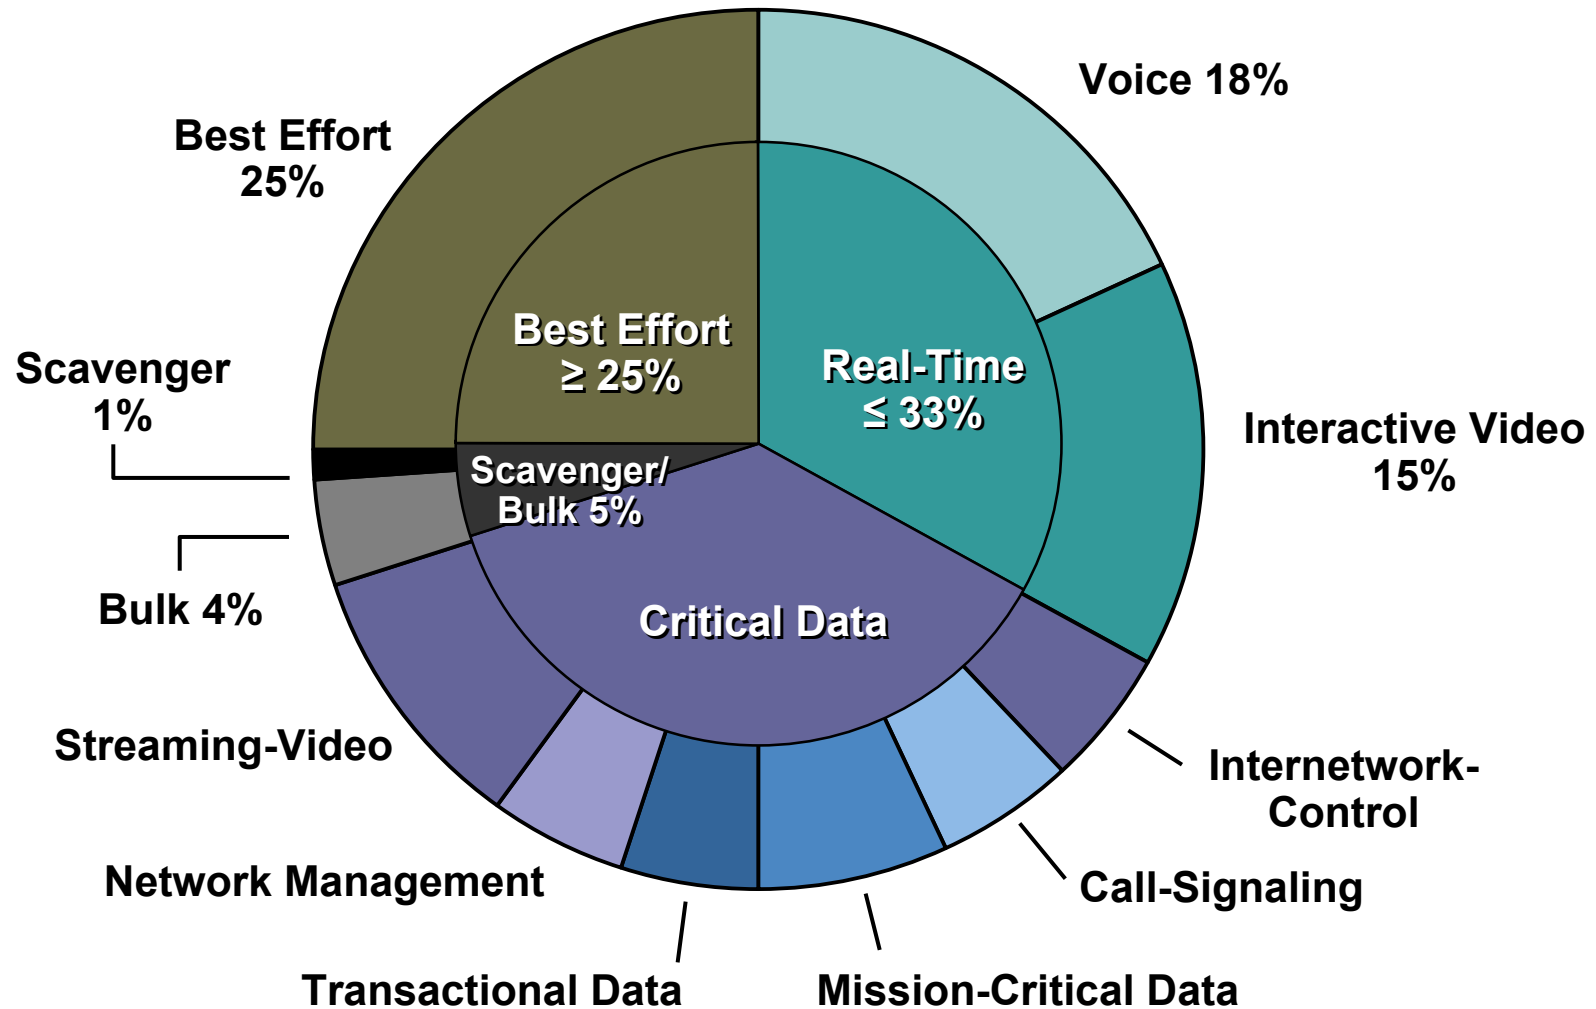 Voice 18%
Best Effort
25%
Best Effort
≥ 25%
Real-Time
≤ 33%
Scavenger
1%
Interactive Video
15%
Scavenger/
Bulk 5%
Bulk 4%
Critical Data
Streaming-Video
Internetwork-
Control
Network Management
Call-Signaling
Transactional Data
Mission-Critical Data